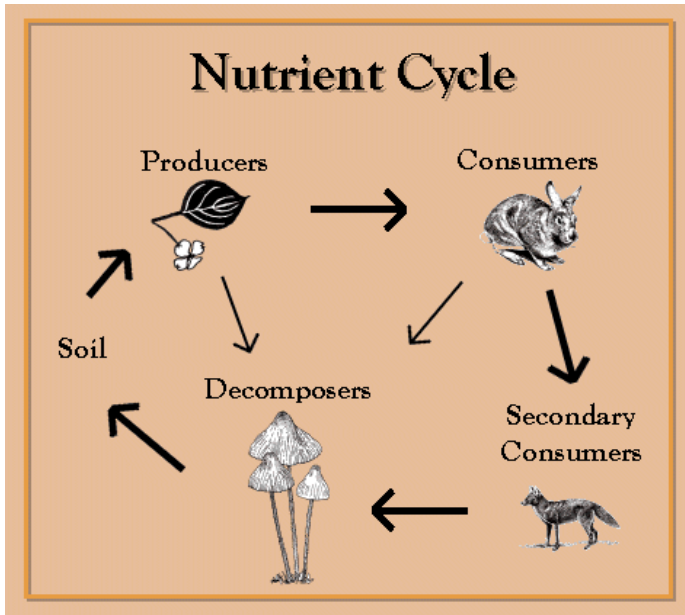 Nutrient Cycle
Producers
Consumers
Soil
Decomposers
Secondary
Consumers